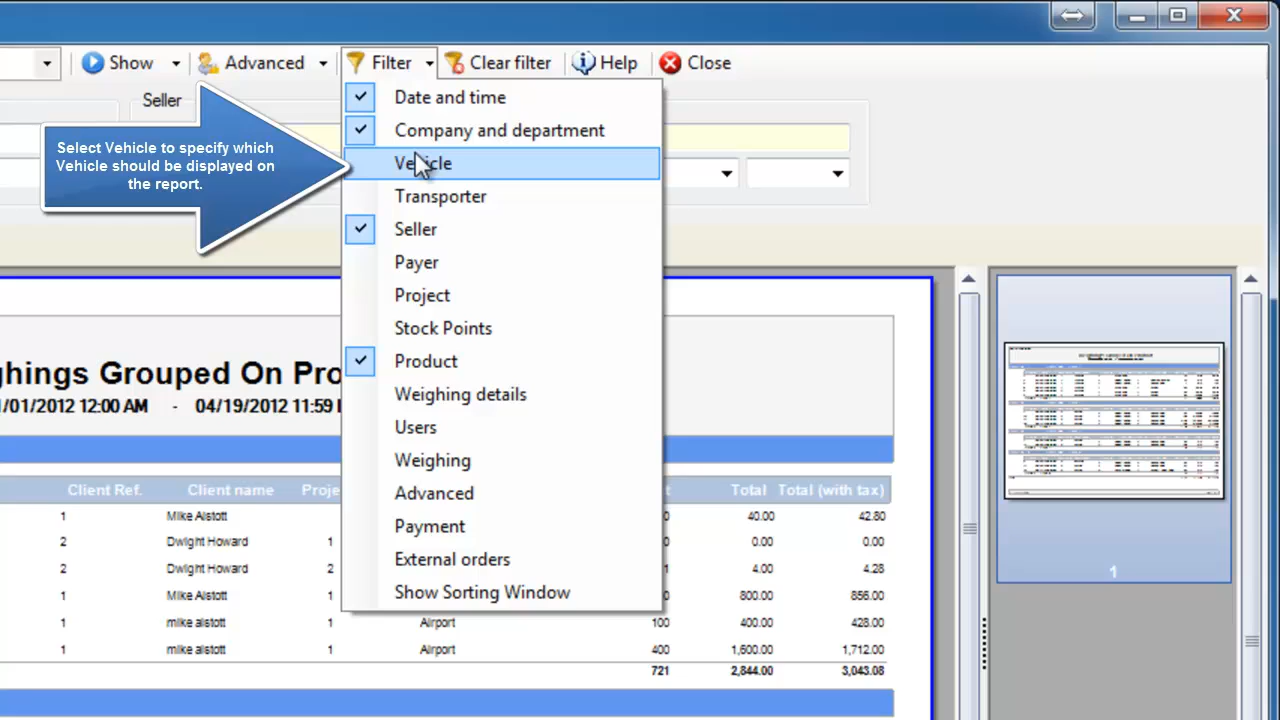 Show Advanced Filter Clear filter Help Close
Seller
Select Vehicle to specify which
Vehicle should be displayed on
the report.
Date and time
Company and department
Vehicle
Transporter
Seller
Payer
Project
Stock Points
Product
Weighing details
Users
Weighing
Advanced
Payment
External orders
Show Sorting Window
ghings Grouped On Pro
/01/2012 12:00 AM - 04/19/2012 11:59
Client Ref. Client name Proje t Total Total (with tax)
1 Mike Alstott 0 40.00 42.80
2 Dwight Howard 1 0 0.00 0.00
2 Dwight Howard 2 1 4.00 4.28
1 Mike Alstott 1 0 800.00 856.00
1 mike alstott 1 Airport 100 400.00 428.00
1 mike alstott 1 Airport 400 1,600.00 1,712.00
721 2,844.00 3,043.08
1